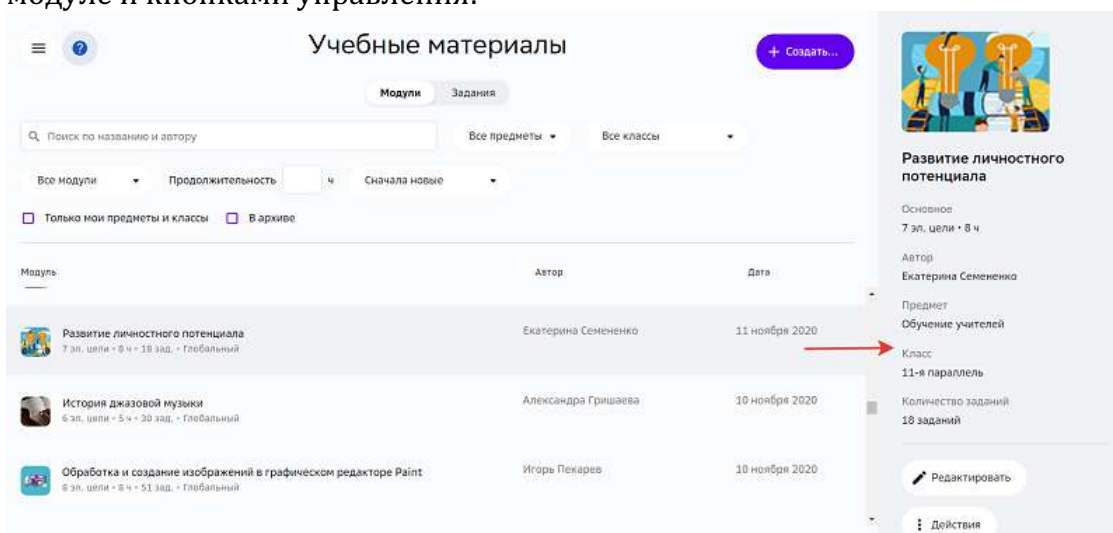 модуле и кнопками управления.
Учебные материалы
+ Создать...
Модули Задания
Поиск по названию и автору
Все предметы Все классы
Все модули Продолжительность ч Сначала новые
Только мои предметы и классы В архиве
Модуль Автор Дата
Развитие личностного потенциала Екатерина Семененко 11 ноября 2020
7 эл. цели • 8 ч • 18 зад. • Глобальный
История джазовой музыки Александра Гришаева 10 ноября 2020
6 эл. цели • 5 ч • 30 зад. • Глобальный
Обработка и создание изображений в графическом редакторе Paint Игорь Пекарев 10 ноября 2020
6 эл. цели • 8 ч • 51 зад. • Глобальный
Развитие личностного
потенциала
Основное
7 эл. цели • 8 ч
Автор
Екатерина Семененко
Предмет
Обучение учителей
Класс
11-я параллель
Количество заданий
18 заданий
Редактировать
Действия